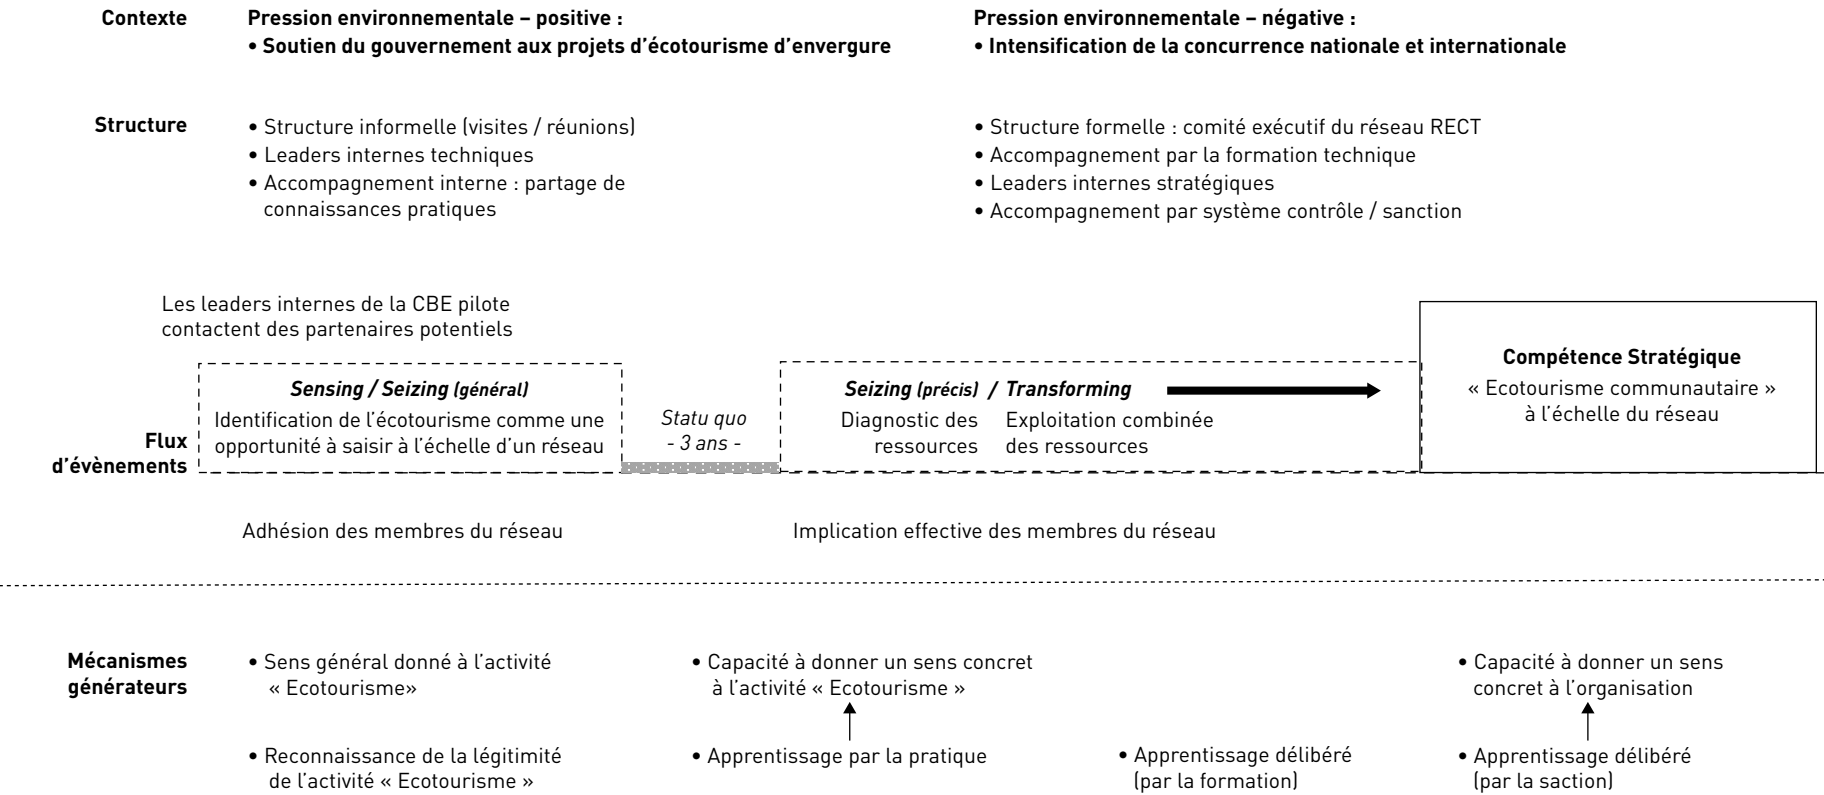 Contexte
Pression environnementale – positive :
• Soutien du gouvernement aux projets d'écotourisme d'envergure
Pression environnementale – négative :
• Intensification de la concurrence nationale et internationale
Structure
• Structure informelle (visites / réunions)
• Leaders internes techniques
• Accompagnement interne : partage de
connaissances pratiques
• Structure formelle : comité exécutif du réseau RECT
• Accompagnement par la formation technique
• Leaders internes stratégiques
• Accompagnement par système contrôle / sanction
Les leaders internes de la CBE pilote
contactent des partenaires potentiels
Flux
d'évènements
Sensing / Seizing (général)
Identification de l'écotourisme comme une
opportunité à saisir à l'échelle d'un réseau
Statu quo
- 3 ans -
Seizing (précis) / Transforming
Diagnostic des
ressources
Exploitation combinée
des ressources
Compétence Stratégique
« Ecotourisme communautaire »
à l'échelle du réseau
Adhésion des membres du réseau
Implication effective des membres du réseau
Mécanismes
générateurs
• Sens général donné à l'activité
« Ecotourisme»
• Capacité à donner un sens concret
à l'activité « Ecotourisme »
• Capacité à donner un sens
concret à l'organisation
• Reconnaissance de la légitimité
de l'activité « Ecotourisme »
• Apprentissage par la pratique
• Apprentissage délibéré
(par la formation)
• Apprentissage délibéré
(par la saction)